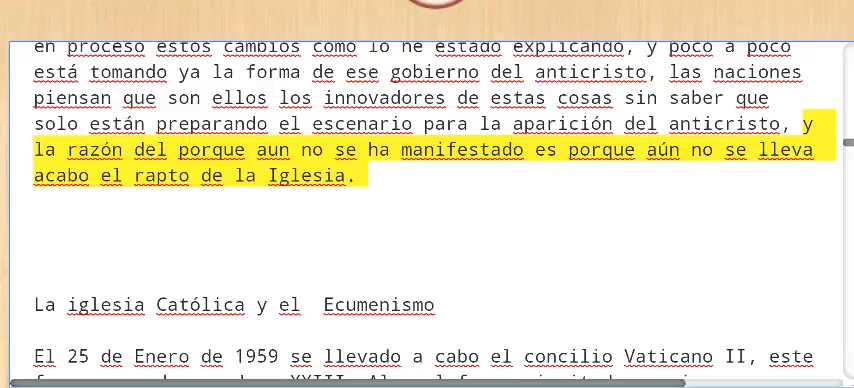 en proceso estos cambios como lo he estado explicando, y poco a poco
está tomando ya la forma de ese gobierno del anticristo, las naciones
piensan que son ellos los innovadores de estas cosas sin saber que
solo están preparando el escenario para la aparición del anticristo, y
la razón del porque aun no se ha manifestado es porque aún no se lleva
acabo el rapto de la Iglesia.
La iglesia Católica y el  Ecumenismo
El 25 de Enero de 1959 se llevado a cabo el concilio Vaticano II, este
XXIII